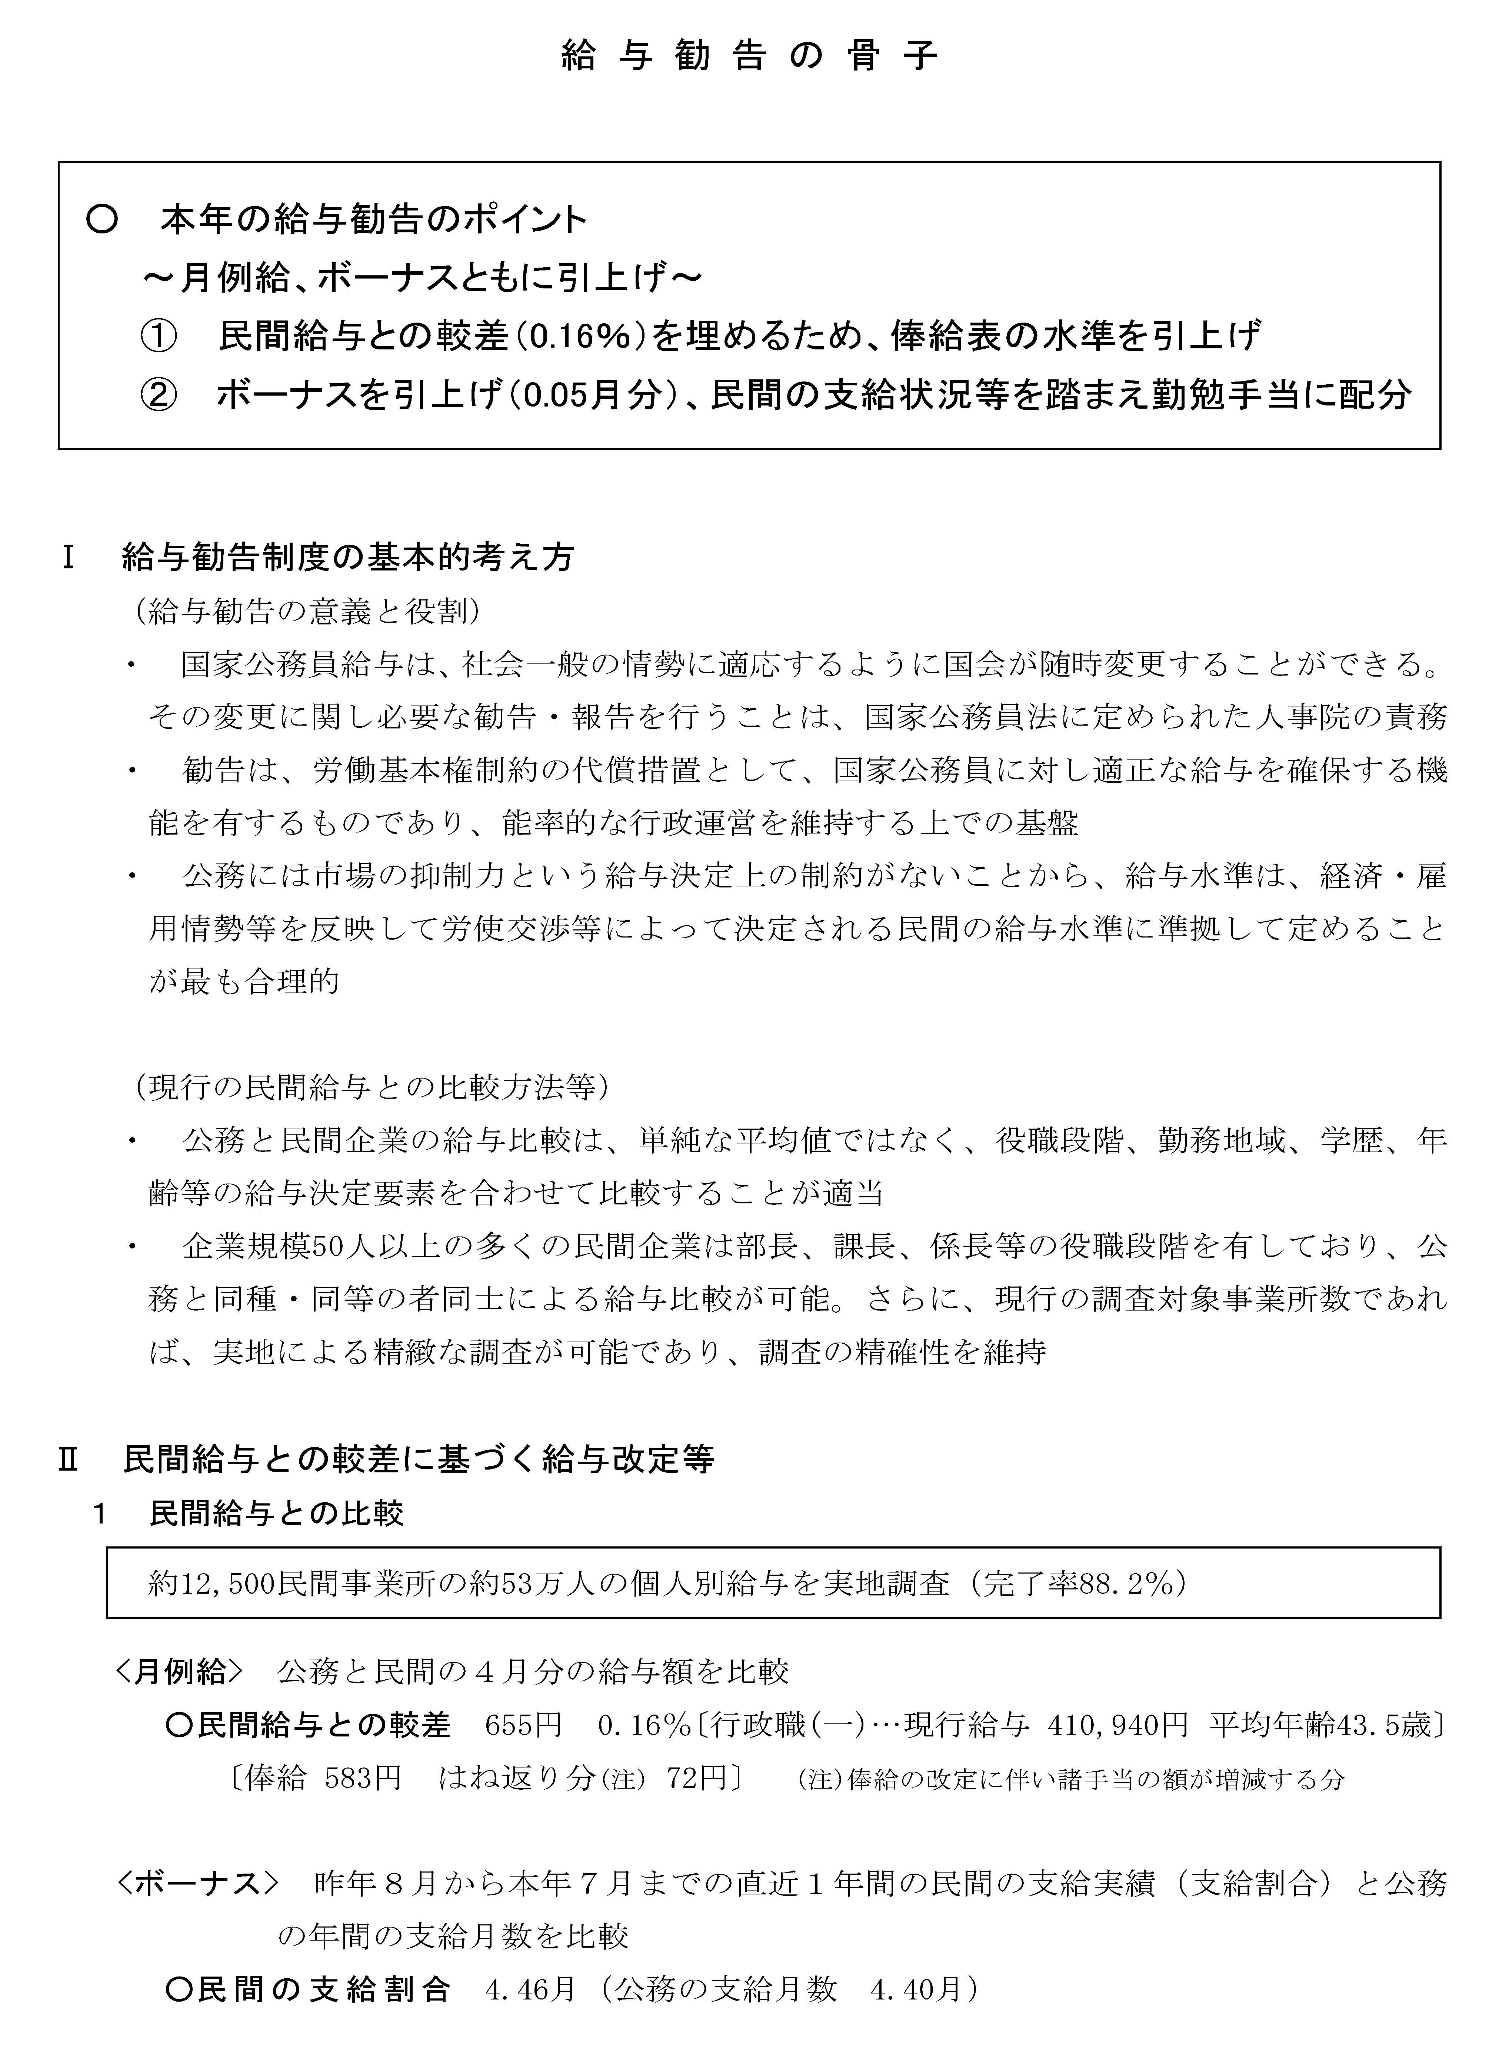 給与勧告の骨子
○　本年の給与勧告のポイント
～月例給、ボーナスともに引上げ～
①　民間給与との較差（0.16％）を埋めるため、俸給表の水準を引上げ
②　ボーナスを引上げ（0.05月分）、民間の支給状況等を踏まえ勤勉手当に配分
Ⅰ　給与勧告制度の基本的考え方
（給与勧告の意義と役割）
・　国家公務員給与は、社会一般の情勢に適応するように国会が随時変更することができる。
その変更に関し必要な勧告・報告を行うことは、国家公務員法に定められた人事院の責務
・　勧告は、労働基本権制約の代償措置として、国家公務員に対し適正な給与を確保する機
能を有するものであり、能率的な行政運営を維持する上での基盤
・　公務には市場の抑制力という給与決定上の制約がないことから、給与水準は、経済・雇
用情勢等を反映して労使交渉等によって決定される民間の給与水準に準拠して定めること
が最も合理的
（現行の民間給与との比較方法等）
・　公務と民間企業の給与比較は、単純な平均値ではなく、役職段階、勤務地域、学歴、年
齢等の給与決定要素を合わせて比較することが適当
・　企業規模50人以上の多くの民間企業は部長、課長、係長等の役職段階を有しており、公
務と同種・同等の者同士による給与比較が可能。さらに、現行の調査対象事業所数であれ
ば、実地による精緻な調査が可能であり、調査の精確性を維持
Ⅱ　民間給与との較差に基づく給与改定等
1　民間給与との比較
約12,500民間事業所の約53万人の個人別給与を実地調査（完了率88.2％）
＜月例給＞　公務と民間の４月分の給与額を比較
○民間給与との較差　655円　0.16％〔行政職(一)…現行給与 410,940円 平均年齢43.5歳〕
〔俸給 583円　はね返り分(注) 72円〕　(注)俸給の改定に伴い諸手当の額が増減する分
＜ボーナス＞　昨年８月から本年７月までの直近１年間の民間の支給実績（支給割合）と公務
の年間の支給月数を比較
○民間の支給割合　4.46月（公務の支給月数　4.40月）